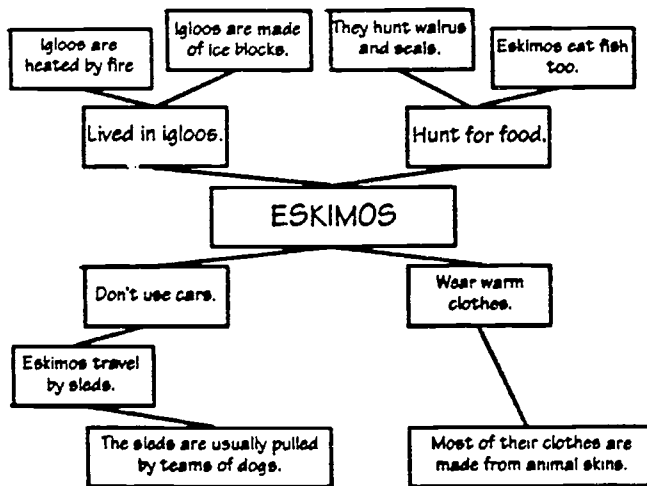 Igloos are
heated by fire
Igloos are made
of ice blocks.
They hunt walrus
and seals.
Eskimos eat fish
too.
Lived in igloos.
Hunt for food.
ESKIMOS
Don't use cars.
Wear warm
clothes.
Eskimos travel
by sleds.
The sleds are usually pulled
by teams of dogs.
Most of their clothes are
made from animal skins.